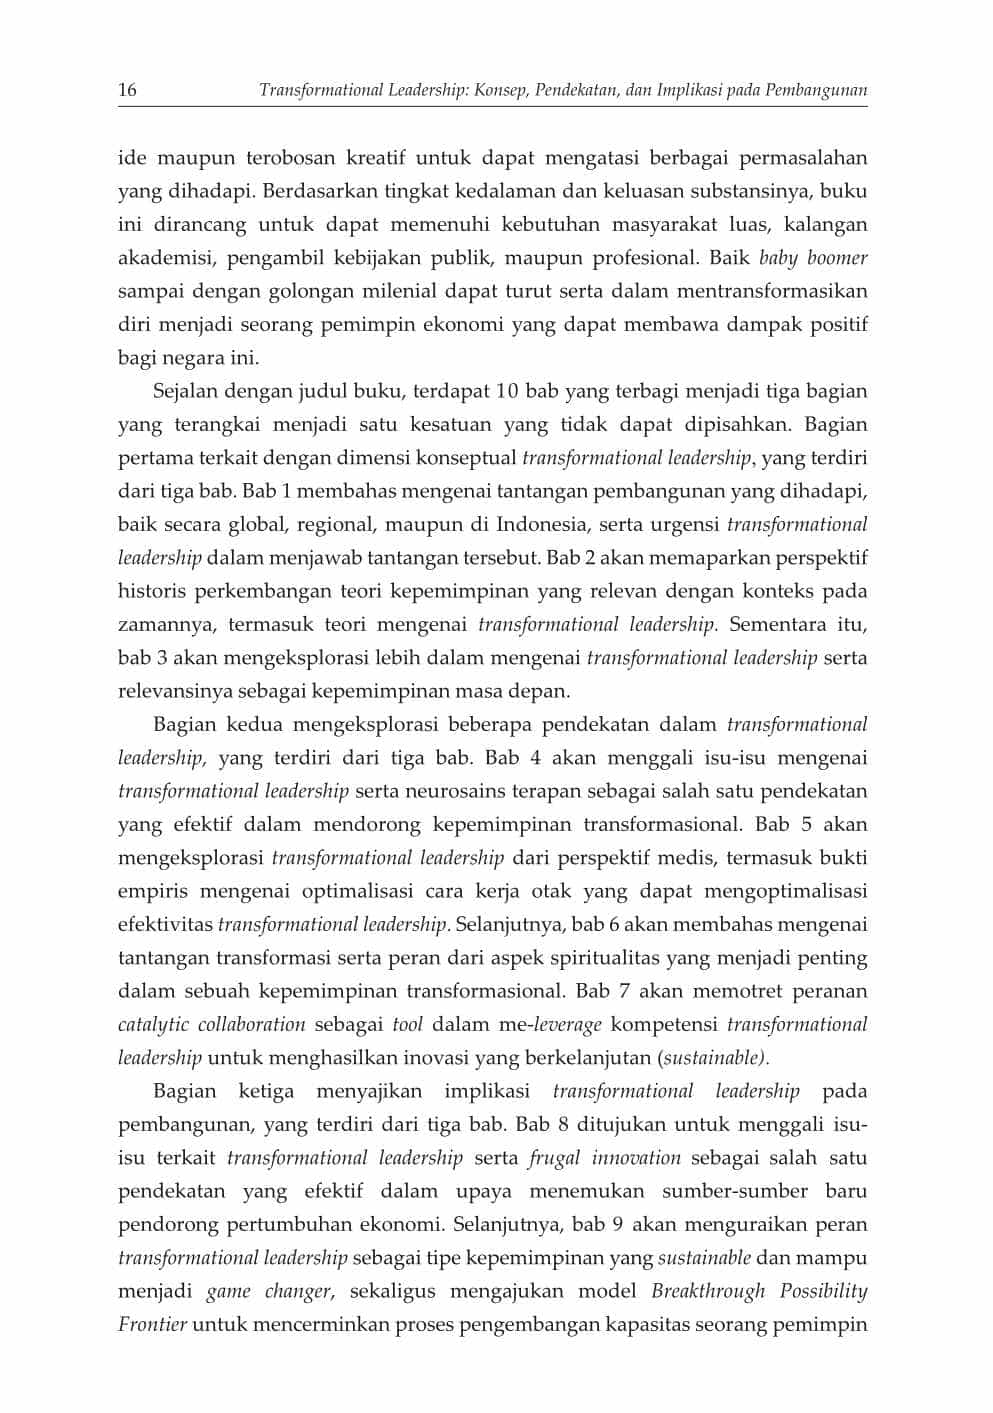 16 Transformational Leadership: Konsep, Pendekatan, dan Implikasi pada Pembangunan
ide maupun terobosan kreatif untuk dapat mengatasi berbagai permasalahan
yang dihadapi. Berdasarkan tingkat kedalaman dan keluasan substansinya, buku
ini dirancang untuk dapat memenuhi kebutuhan masyarakat luas, kalangan
akademisi, pengambil kebijakan publik, maupun profesional. Baik baby boomer
sampai dengan golongan milenial dapat turut serta dalam mentransformasikan
diri menjadi seorang pemimpin ekonomi yang dapat membawa dampak positif
bagi negara ini.
Sejalan dengan judul buku, terdapat 10 bab yang terbagi menjadi tiga bagian
yang terangkai menjadi satu kesatuan yang tidak dapat dipisahkan. Bagian
pertama terkait dengan dimensi konseptual transformational leadership, yang terdiri
dari tiga bab. Bab 1 membahas mengenai tantangan pembangunan yang dihadapi,
baik secara global, regional, maupun di Indonesia, serta urgensi transformational
leadership dalam menjawab tantangan tersebut. Bab 2 akan memaparkan perspektif
historis perkembangan teori kepemimpinan yang relevan dengan konteks pada
zamannya, termasuk teori mengenai transformational leadership. Sementara itu,
bab 3 akan mengeksplorasi lebih dalam mengenai transformational leadership serta
relevansinya sebagai kepemimpinan masa depan.
Bagian kedua mengeksplorasi beberapa pendekatan dalam transformational
leadership, yang terdiri dari tiga bab. Bab 4 akan menggali isu-isu mengenai
transformational leadership serta neurosains terapan sebagai salah satu pendekatan
yang efektif dalam mendorong kepemimpinan transformasional. Bab 5 akan
mengeksplorasi transformational leadership dari perspektif medis, termasuk bukti
empiris mengenai optimalisasi cara kerja otak yang dapat mengoptimalisasi
efektivitas transformational leadership. Selanjutnya, bab 6 akan membahas mengenai
tantangan transformasi serta peran dari aspek spiritualitas yang menjadi penting
dalam sebuah kepemimpinan transformasional. Bab 7 akan memotret peranan
catalytic collaboration sebagai tool dalam me-leverage kompetensi transformational
leadership untuk menghasilkan inovasi yang berkelanjutan (sustainable).
Bagian ketiga menyajikan implikasi transformational leadership pada
pembangunan, yang terdiri dari tiga bab. Bab 8 ditujukan untuk menggali isu-
isu terkait transformational leadership serta frugal innovation sebagai salah satu
pendekatan yang efektif dalam upaya menemukan sumber-sumber baru
pendorong pertumbuhan ekonomi. Selanjutnya, bab 9 akan menguraikan peran
transformational leadership sebagai tipe kepemimpinan yang sustainable dan mampu
menjadi game changer, sekaligus mengajukan model Breakthrough Possibility
Frontier untuk mencerminkan proses pengembangan kapasitas seorang pemimpin